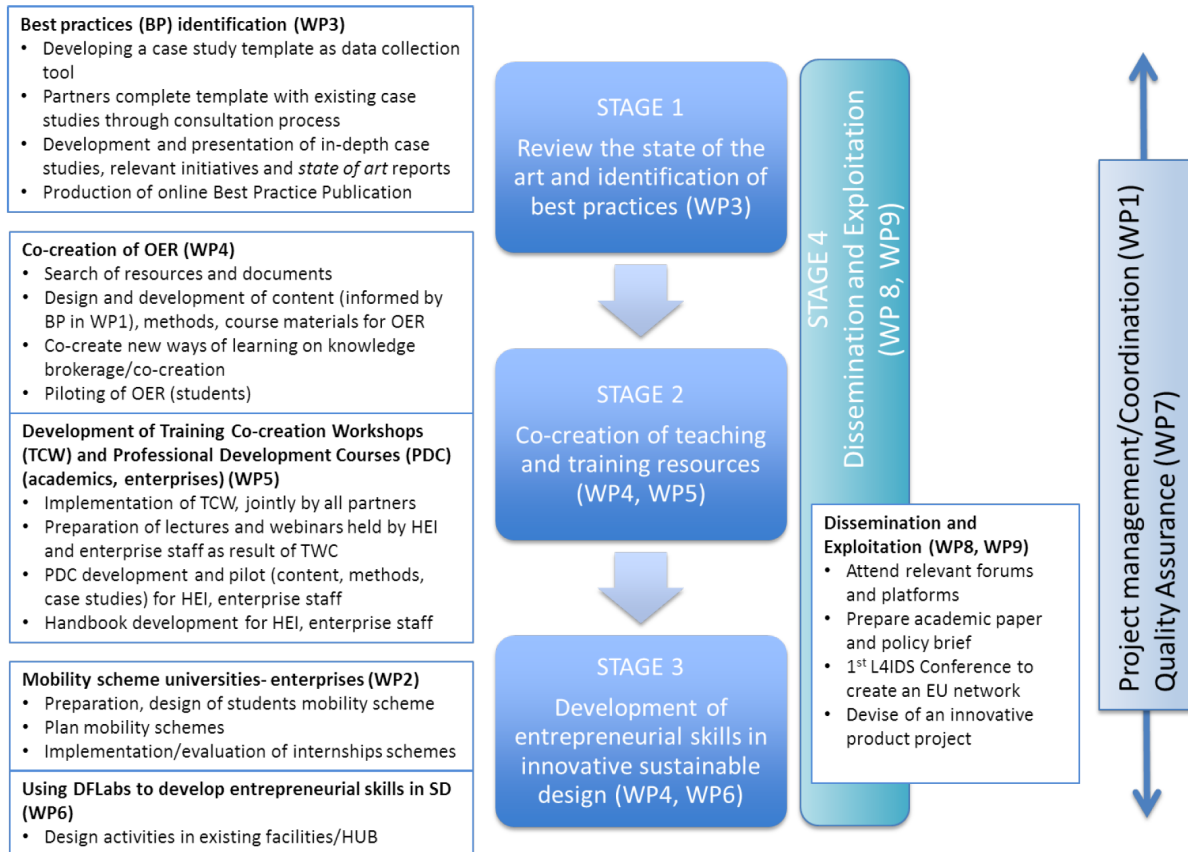 Best practices (BP) identification (WP3)
• Developing a case study template as data collection
tool
• Partners complete template with existing case
studies through consultation process
• Development and presentation of in-depth case
studies, relevant initiatives and state of art reports
• Production of online Best Practice Publication
Co-creation of OER (WP4)
• Search of resources and documents
• Design and development of content (informed by
BP in WP1), methods, course materials for OER
• Co-create new ways of learning on knowledge
brokerage/co-creation
• Piloting of OER (students)
Development of Training Co-creation Workshops
(TCW) and Professional Development Courses (PDC)
(academics, enterprises) (WP5)
• Implementation of TCW, jointly by all partners
• Preparation of lectures and webinars held by HEI
and enterprise staff as result of TWC
• PDC development and pilot (content, methods,
case studies) for HEI, enterprise staff
• Handbook development for HEI, enterprise staff
Mobility scheme universities- enterprises (WP2)
• Preparation, design of students mobility scheme
• Plan mobility schemes
• Implementation/evaluation of internships schemes
Using DFLabs to develop entrepreneurial skills in SD
(WP6)
• Design activities in existing facilities/HUB
STAGE 1
Review the state of the
art and identification of
best practices (WP3)
STAGE 2
Co-creation of teaching
and training resources
(WP4, WP5)
STAGE 3
Development of
entrepreneurial skills in
innovative sustainable
design (WP4, WP6)
STAGE 4
Dissemination and Exploitation
(WP 8, WP9)
Dissemination and
Exploitation (WP8, WP9)
• Attend relevant forums
and platforms
• Prepare academic paper
and policy brief
• 1st L4IDS Conference to
create an EU network
• Devise of an innovative
product project
Project management/Coordination (WP1)
Quality Assurance (WP7)